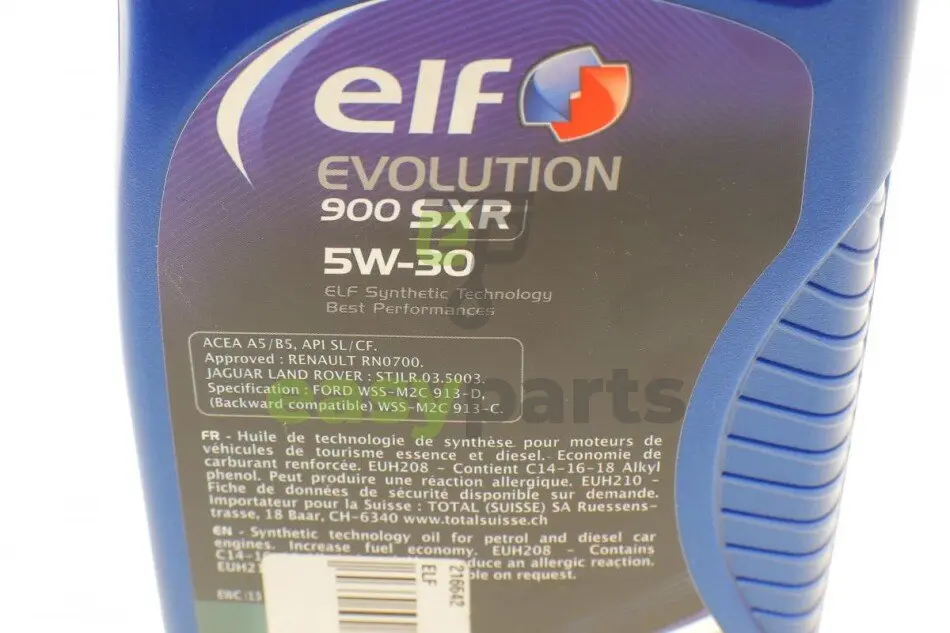 elf
EVOLUTION
900 SXR
5W-30
ELF Synthetic Technology
Best Performances
ACEA A5/B5, API SL/CF.
Approved : RENAULT RN0700.
JAGUAR LAND ROVER : STJLR.03.5003.
Specification : FORD WSS-M2C 913-D,
(Backward compatible) WSS-M2C 913-C.
easyparts
FR - Huile de technologie de synthèse pour moteurs de
véhicules de tourisme essence et diesel. Economie de
carburant renforcée. EUH208 - Contient C14-16-18 Alkyl
phenol. Peut produire une réaction allergique. EUH210 -
Fiche de données de sécurité disponible sur demande.
Importateur pour la Suisse : TOTAL (SUISSE) SA Ruessens-
trasse, 18 Baar, CH-6340 www.totalsuisse.ch
EN - Synthetic technology oil for petrol and diesel car
engines. Increase fuel economy. EUH208 - Contains
an allergic reaction.
on request.
216642
ELF